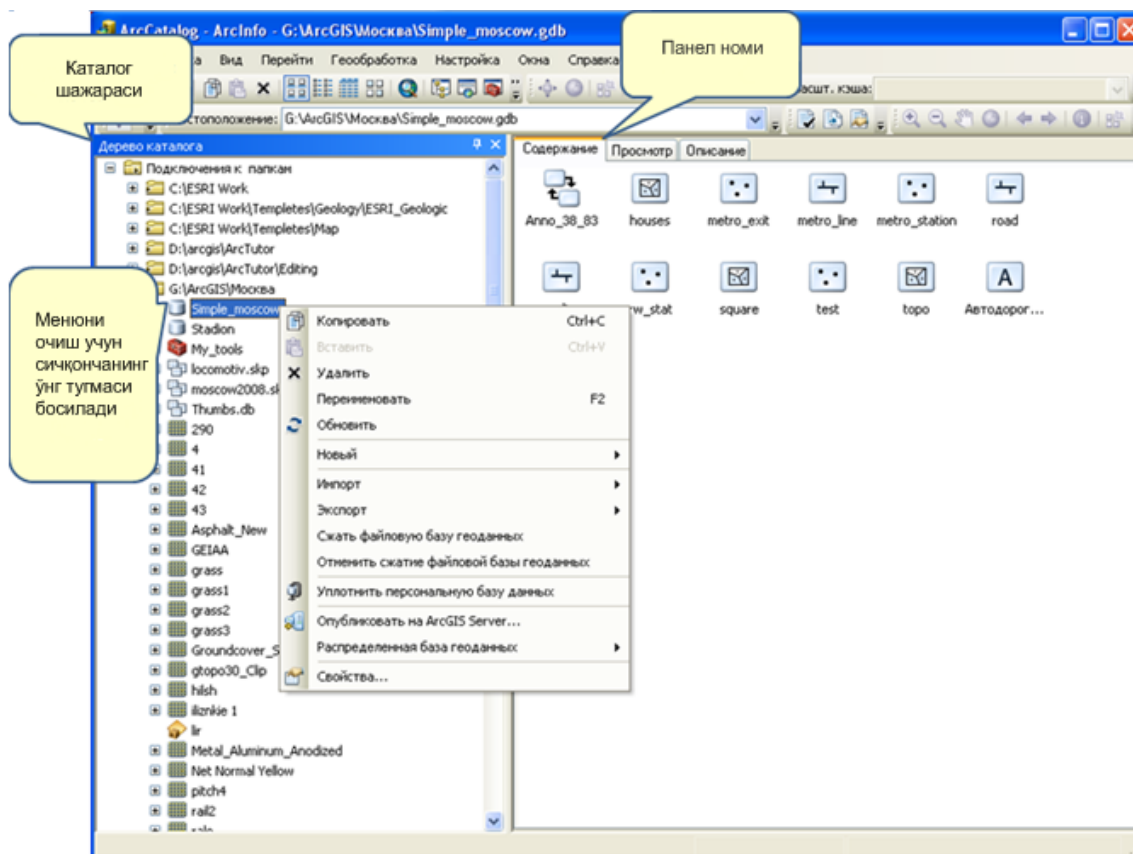 ArcCatalog - ArcInfo - G:\ArcGIS\Москва\Simple_moscow.gdb
Каталог
шажараси
Панел номи
Вид Перейти Геообработка Настройка Окна Справка
кэша:
Местоположение: G:\ArcGIS\Москва\Simple_moscow.gdb
Дерево каталога
Содержание Просмотр Описание
Подключения к папкам
C:\ESRI Work
C:\ESRI Work\Templetes\Geology\ESRI_Geologic
C:\ESRI Work\Templetes\Map
D:\arcgis\ArcTutor
D:\arcgis\ArcTutor\Editing
G:\ArcGIS\Москва
Simple_moscow
Stadion
My_tools
locomotiv.skp
moscow2008.sk
Thumbs.db
290
4
41
42
43
Asphalt_New
GEIAA
grass
grass1
grass2
grass3
Groundcover_S
gtopo30_Clip
hilsh
iliznkie 1
lir
Metal_Aluminum_Anodized
Net Normal Yellow
pitch4
rail2
Менюни
очиш учун
сичқончанинг
ўнг тугмаси
босилади
Anno_38_83 houses metro_exit metro_line metro_station road
w_stat square test topo Автодорог...
Копировать Ctrl+C
Вставить Ctrl+V
Удалить
Переименовать F2
Обновить
Новый
Импорт
Экспорт
Сжать файловую базу геоданных
Отменить сжатие файловой базы геоданных
Уплотнить персональную базу данных
Опубликовать на ArcGIS Server...
Распределенная база геоданных
Свойства...